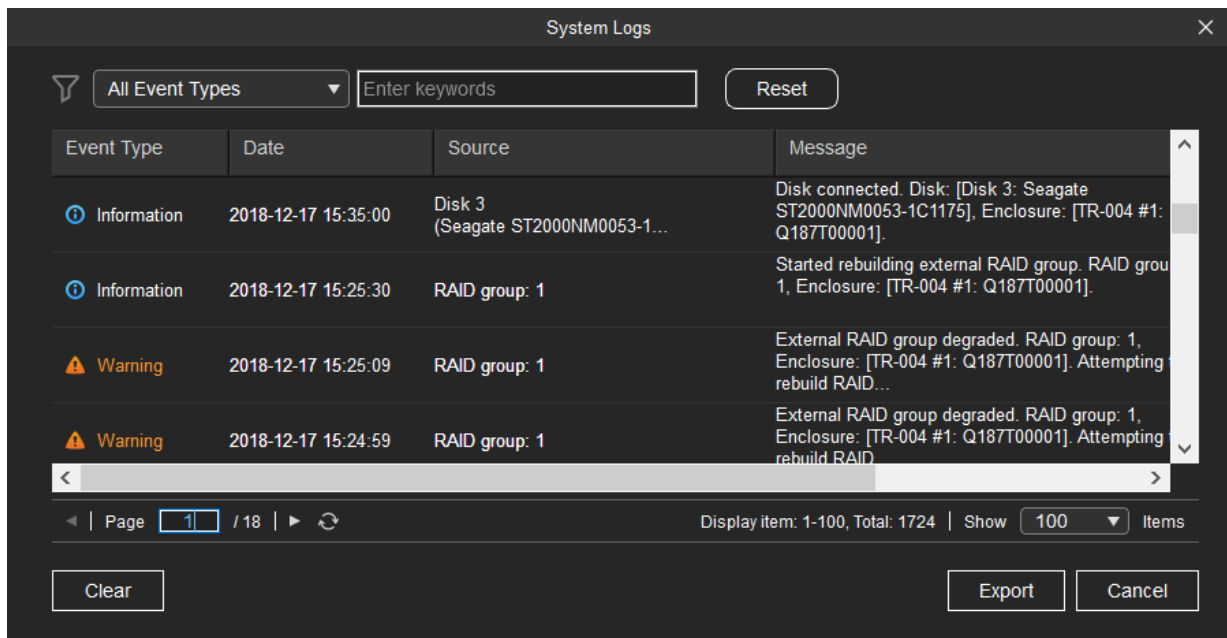 System Logs
All Event Types
Enter keywords
Reset
Event Type Date Source Message
Information 2018-12-17 15:35:00
Disk 3
(Seagate ST2000NM0053-1...
Disk connected. Disk: [Disk 3: Seagate
ST2000NM0053-1C1175], Enclosure: [TR-004 #1:
Q187T00001].
Information 2018-12-17 15:25:30 RAID group: 1
Started rebuilding external RAID group. RAID grou
1, Enclosure: [TR-004 #1: Q187T00001].
Warning 2018-12-17 15:25:09 RAID group: 1
External RAID group degraded. RAID group: 1,
Enclosure: [TR-004 #1: Q187T00001]. Attempting
rebuild RAID...
Warning 2018-12-17 15:24:59 RAID group: 1
External RAID group degraded. RAID group: 1,
Enclosure: [TR-004 #1: Q187T00001]. Attempting
rebuild RAID
Page 1 / 18
Display item: 1-100, Total: 1724 | Show 100 Items
Clear
Export
Cancel